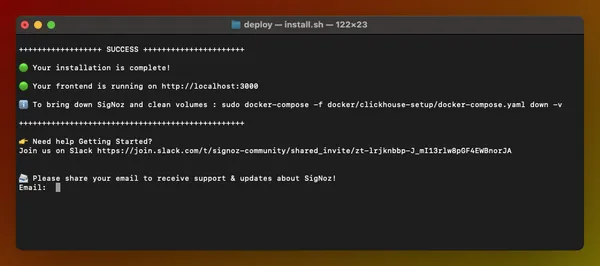 deploy — install.sh — 122×23
++++++++++++++++++ SUCCESS ++++++++++++++++++++++
🟢 Your installation is complete!
🟢 Your frontend is running on http://localhost:3000
ℹ️ To bring down SigNoz and clean volumes : sudo docker-compose -f docker/clickhouse-setup/docker-compose.yaml down -v
+++++++++++++++++++++++++++++++++++++++++++++++++
👉 Need help Getting Started?
Join us on Slack https://join.slack.com/t/signoz-community/shared_invite/zt-lrjknbbp-J_mI13rlw8pGF4EWBnorJA
📨 Please share your email to receive support & updates about SigNoz!
Email: